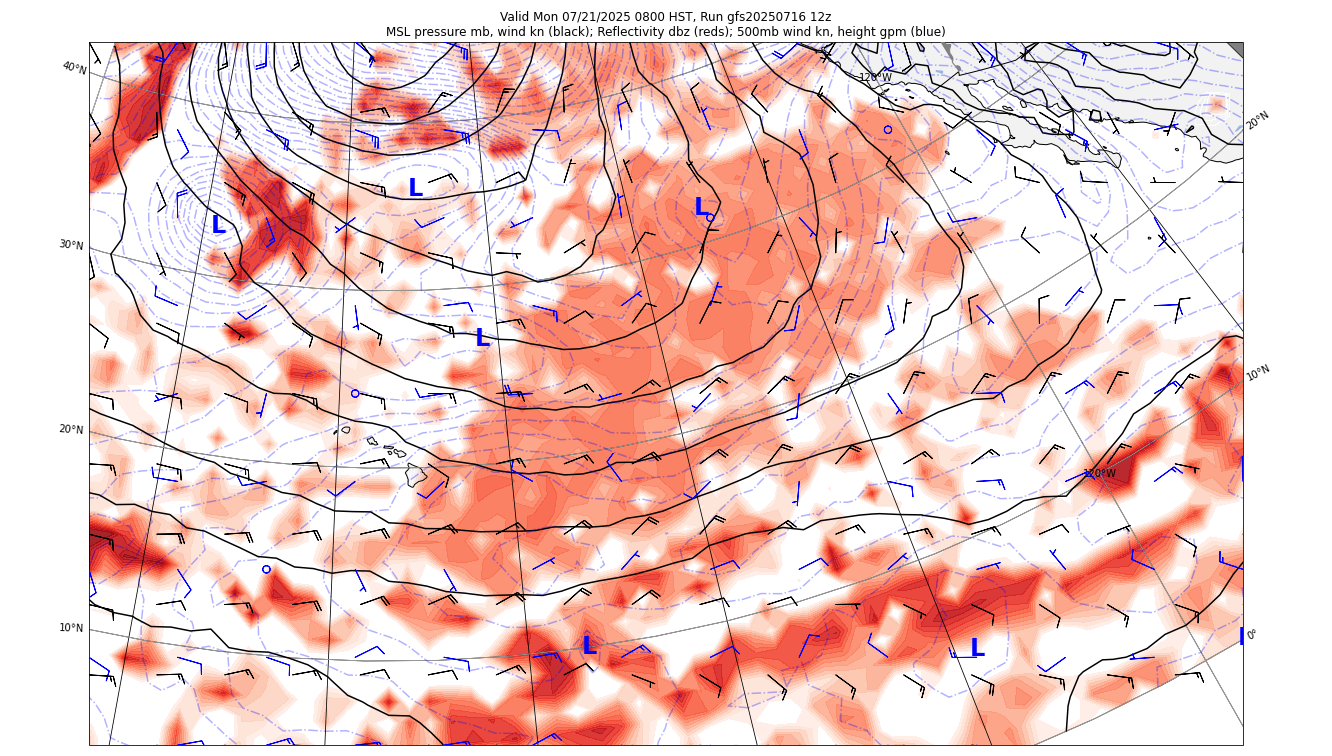 Valid Mon 07/21/2025 0800 HST, Run gfs20250716 12z
MSL pressure mb, wind kn (black); Reflectivity dbz (reds); 500mb wind kn, height gpm (blue)
40°N
120°W
20°N
L
L
L
30°N
L
10°N
20°N
120°W
10°N
L
L
0°